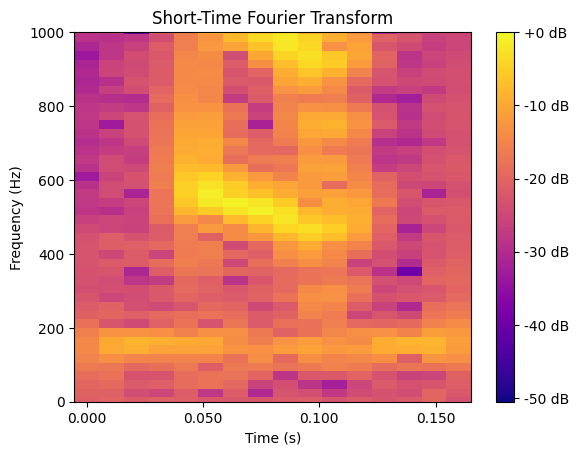 Short-Time Fourier Transform
1000
800
600
400
200
0
Frequency (Hz)
0.000
0.050
0.100
0.150
Time (s)
+0 dB
-10 dB
-20 dB
-30 dB
-40 dB
-50 dB